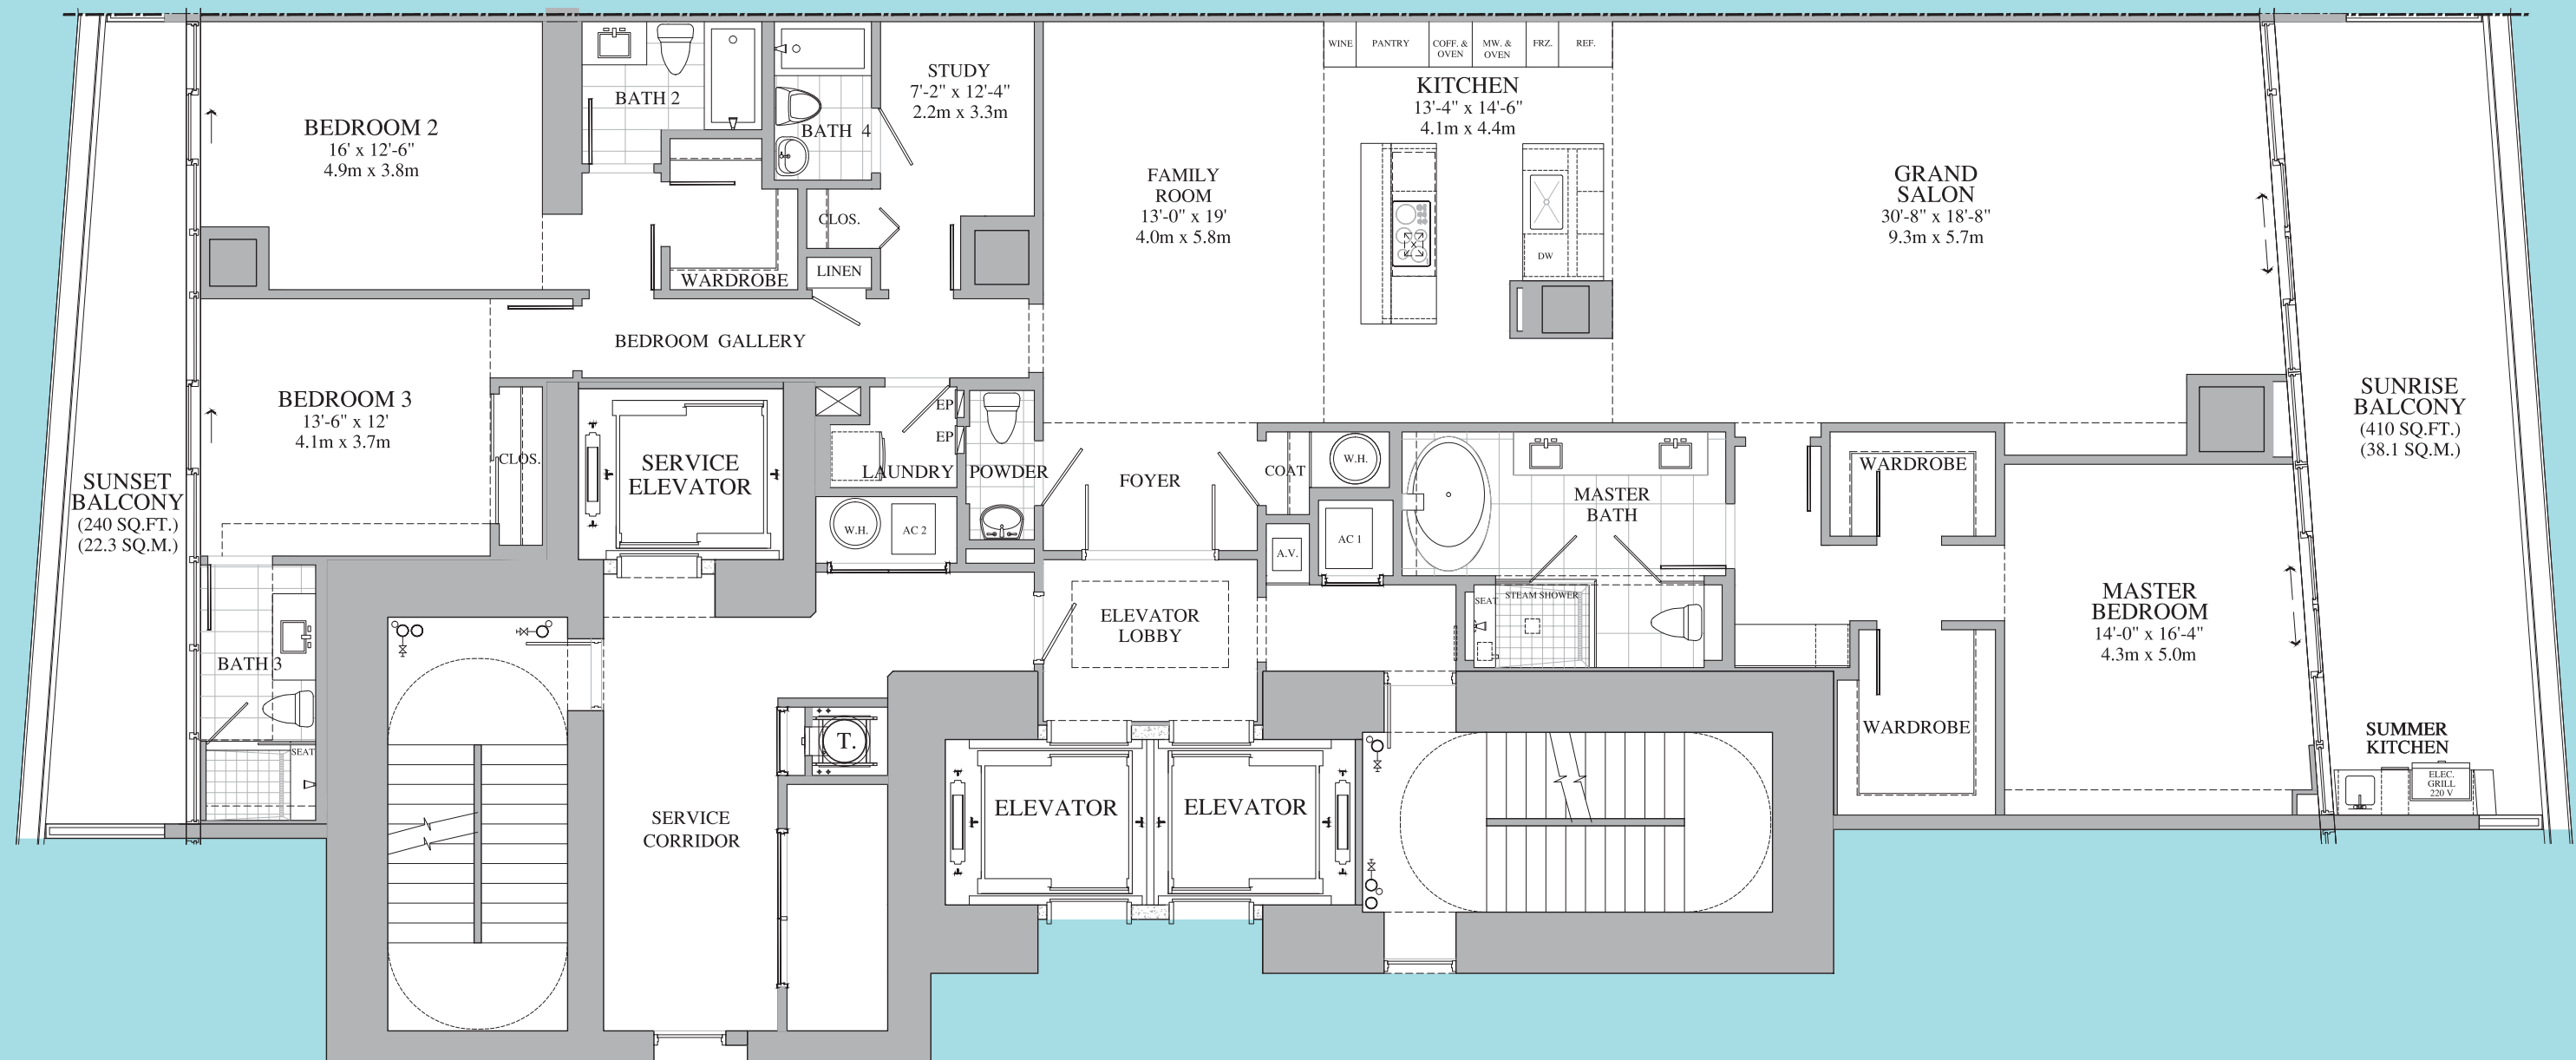 WINE
PANTRY
COFF. &
OVEN
MW. &
OVEN
FRZ.
REF.
BEDROOM 2
16' x 12'-6"
4.9m x 3.8m
BATH 2
BATH 4
STUDY
7'-2" x 12'-4"
2.2m x 3.3m
CLOS.
LINEN
WARDROBE
FAMILY
ROOM
13'-0" x 19'
4.0m x 5.8m
KITCHEN
13'-4" x 14'-6"
4.1m x 4.4m
DW
GRAND
SALON
30'-8" x 18'-8"
9.3m x 5.7m
BEDROOM GALLERY
BEDROOM 3
13'-6" x 12'
4.1m x 3.7m
CLOS.
SUNSET
BALCONY
(240 SQ.FT.)
(22.3 SQ.M.)
SERVICE
ELEVATOR
EP
EP
LAUNDRY
POWDER
W.H.
AC 2
FOYER
COAT
W.H.
A.V.
AC 1
MASTER
BATH
WARDROBE
SUNRISE
BALCONY
(410 SQ.FT.)
(38.1 SQ.M.)
BATH 3
SEAT
ELEVATOR
LOBBY
SEAT
STEAM SHOWER
MASTER
BEDROOM
14'-0" x 16'-4"
4.3m x 5.0m
WARDROBE
SUMMER
KITCHEN
ELEC.
GRILL
220 V
T.
SERVICE
CORRIDOR
ELEVATOR
ELEVATOR